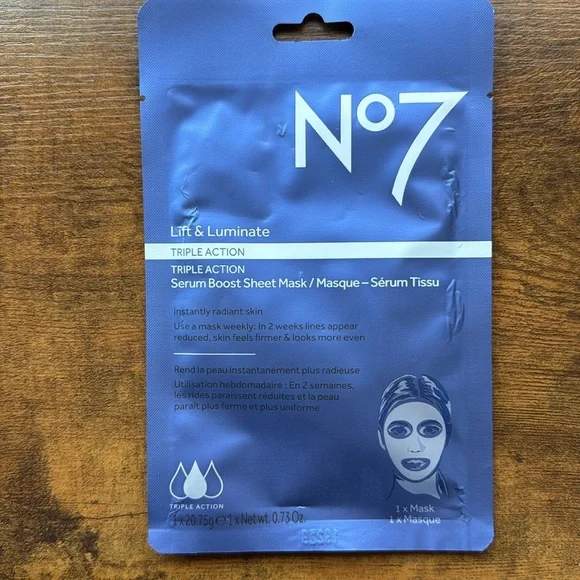 No7
Lift & Luminate
TRIPLE ACTION
TRIPLE ACTION
Serum Boost Sheet Mask / Masque – Sérum Tissu
Instantly radiant skin
Use a mask weekly: In 2 weeks lines appear
reduced, skin feels firmer & looks more even
Rend la peau instantanément plus radieuse
Utilisation hebdomadaire : En 2 semaines,
les rides paraissent réduites et la peau
paraît plus ferme et plus uniforme
TRIPLE ACTION
1 x 20.75g ℮ 1 x Net wt. 0.73 Oz.
1 x Mask
1 x Masque